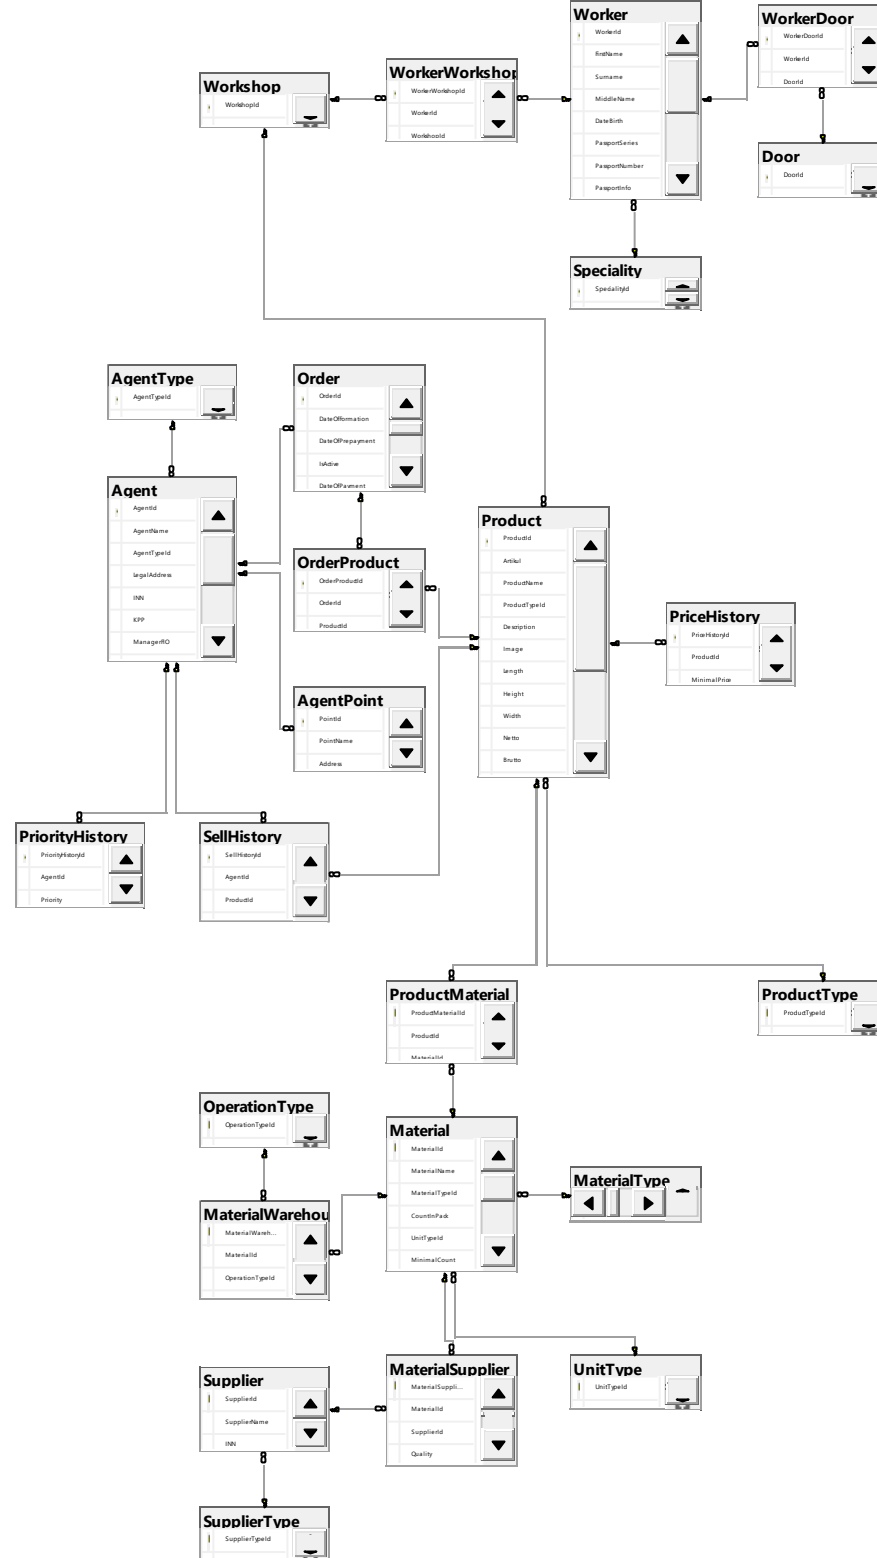 Worker
WorkerId
FirstName
Surname
MiddleName
DateBirth
PassportSeries
PassportNumber
PassportInfo
WorkerDoor
WorkerDoorId
WorkerId
DoorId
WorkerWorkshop
WorkerWorkshopId
WorkerId
WorkshopId
Workshop
WorkshopId
Door
DoorId
Speciality
SpecialityId
AgentType
AgentTypeId
Order
OrderId
DateOfFormation
DateOfPrepayment
IsActive
DateOfPayment
Agent
AgentId
AgentName
AgentTypeId
LegalAddress
INN
KPP
ManagerRO
Product
ProductId
Artikul
ProductName
ProductTypeId
Description
Image
Length
Height
Width
Netto
Brutto
OrderProduct
OrderProductId
OrderId
ProductId
PriceHistory
PriceHistoryId
ProductId
MinimalPrice
AgentPoint
PointId
PointName
Address
PriorityHistory
PriorityHistoryId
AgentId
Priority
SellHistory
SellHistoryId
AgentId
ProductId
ProductMaterial
ProductMaterialId
ProductId
MaterialId
ProductType
ProductTypeId
OperationType
OperationTypeId
Material
MaterialId
MaterialName
MaterialTypeId
CountInPack
UnitTypeId
MinimalCount
MaterialType
MaterialWarehou
MaterialWareh...
MaterialId
OperationTypeId
MaterialSupplier
MaterialSuppli...
MaterialId
SupplierId
Quality
UnitType
UnitTypeId
Supplier
SupplierId
SupplierName
INN
SupplierType
SupplierTypeId